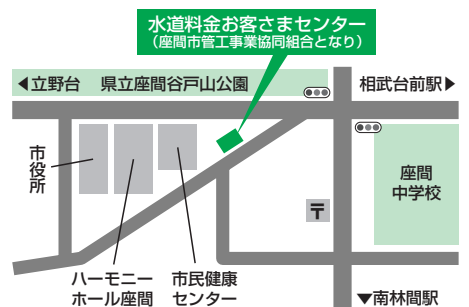 水道料金お客さまセンター
(座間市管工事業協同組合となり)
◀立野台
県立座間谷戸山公園
相武台前駅▶
市役所
座間
中学校
〒
ハーモニー
ホール座間
市民健康
センター
▼南林間駅